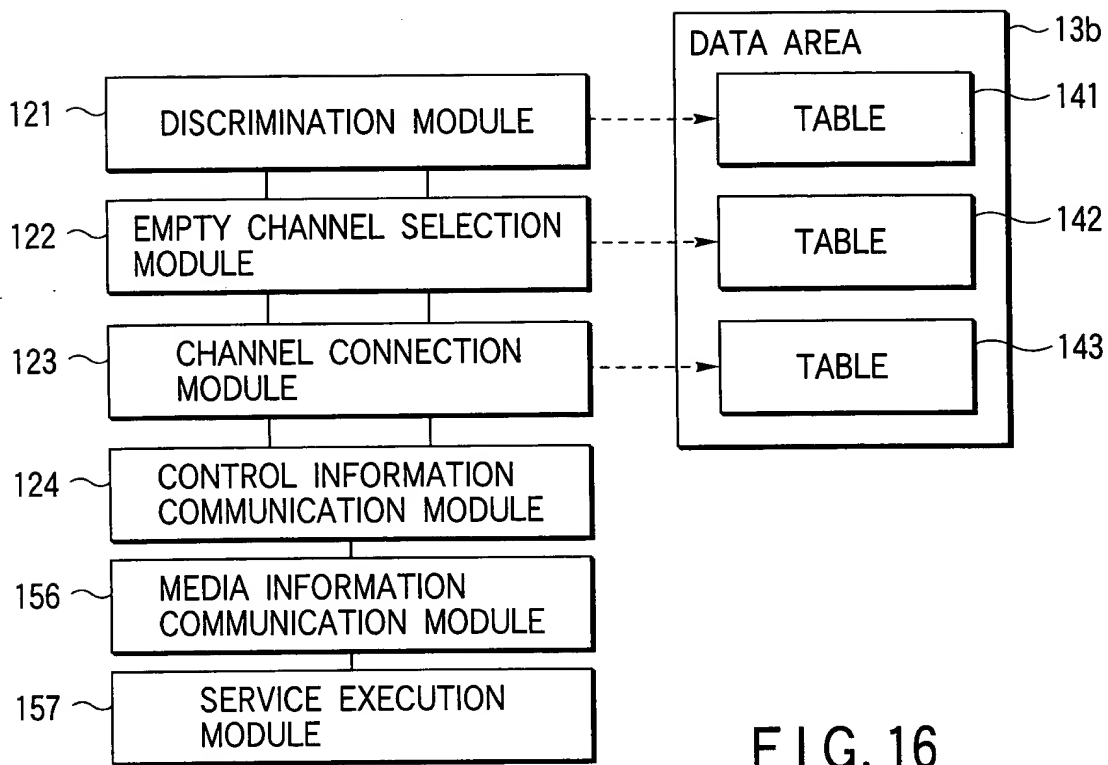 DATA AREA
13b
121
DISCRIMINATION MODULE
TABLE
141
122
EMPTY CHANNEL SELECTION
MODULE
TABLE
142
123
CHANNEL CONNECTION
MODULE
TABLE
143
124
CONTROL INFORMATION
COMMUNICATION MODULE
156
MEDIA INFORMATION
COMMUNICATION MODULE
157
SERVICE EXECUTION
MODULE
FIG. 16